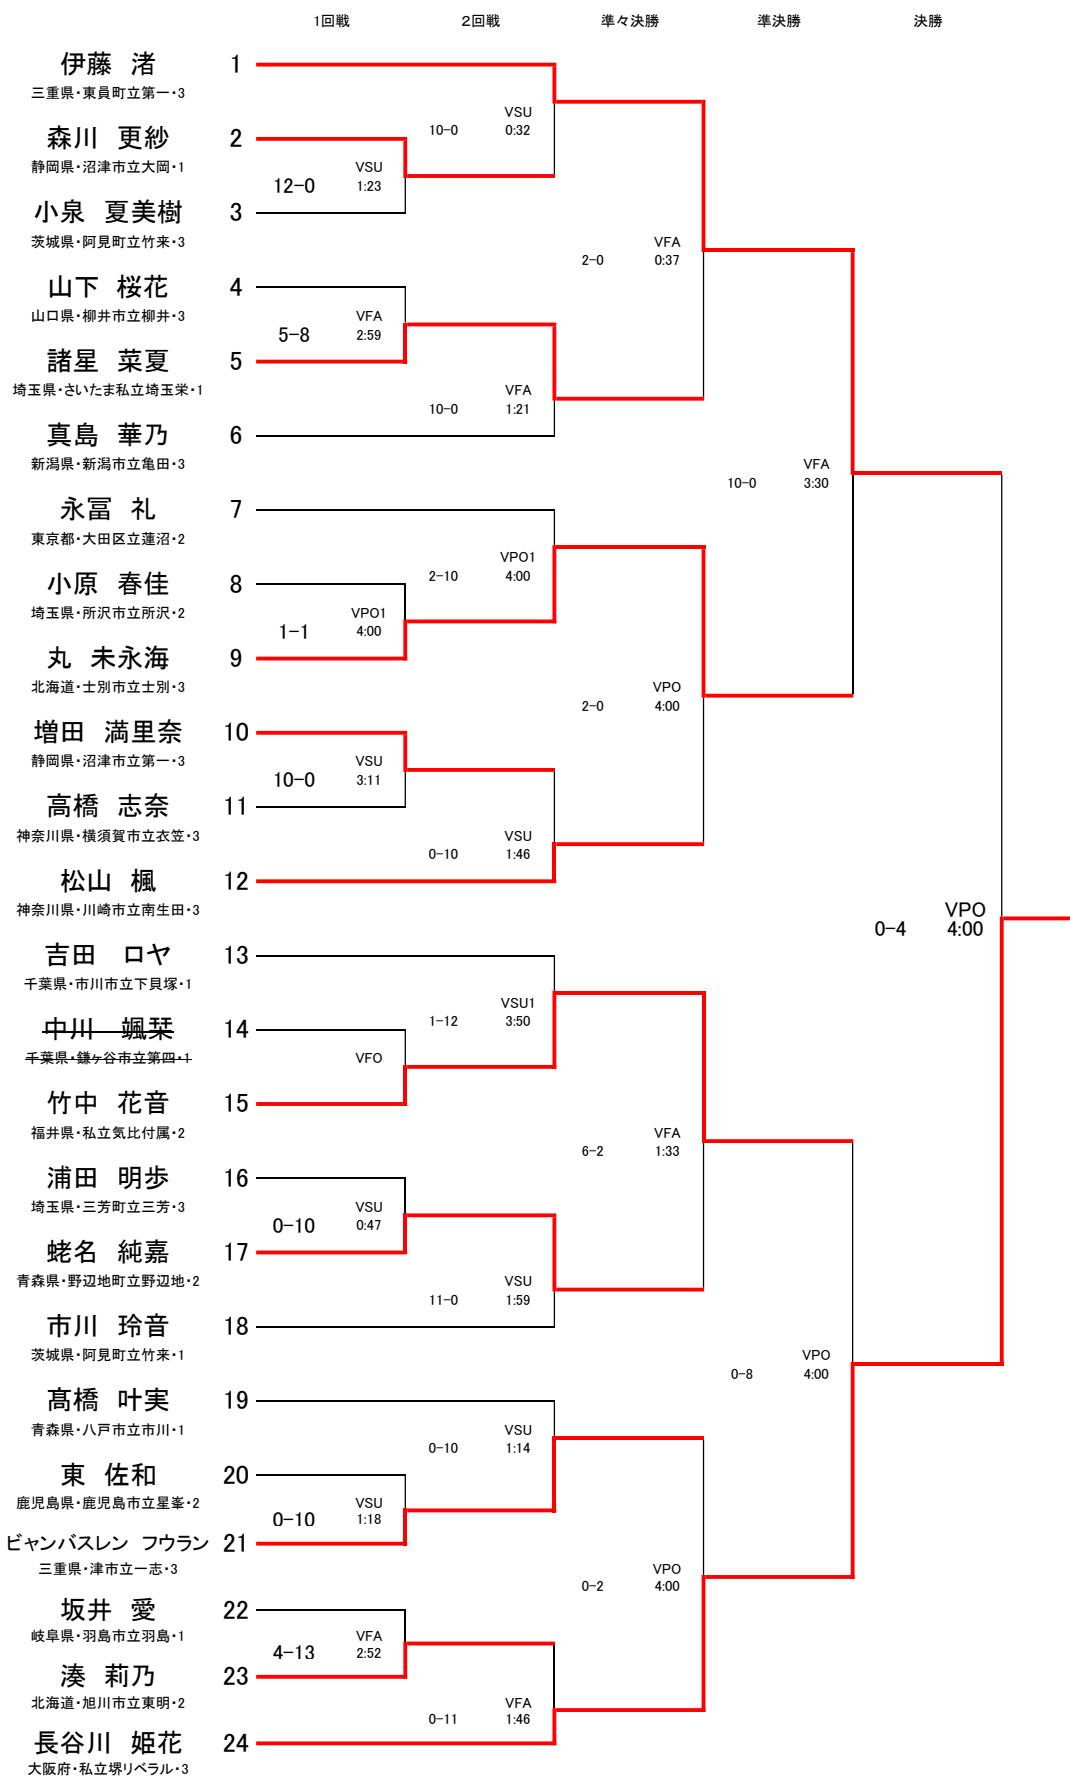 1回戦 2回戦 準々決勝 準決勝 決勝
伊藤 渚 1
三重県・東員町立第一・3
VSU
10-0 0:32
森川 更紗 2
静岡県・沼津市立大岡・1
VSU
12-0 1:23
小泉 夏美樹 3
茨城県・阿見町立竹来・3
VFA
2-0 0:37
山下 桜花 4
山口県・柳井市立柳井・3
VFA
5-8 2:59
諸星 菜夏 5
埼玉県・さいたま私立埼玉栄・1
VFA
10-0 1:21
真島 華乃 6
新潟県・新潟市立亀田・3
VFA
10-0 3:30
永冨 礼 7
東京都・大田区立蓮沼・2
VPO1
2-10 4:00
小原 春佳 8
埼玉県・所沢市立所沢・2
VPO1
1-1 4:00
丸 未永海 9
北海道・士別市立士別・3
VPO
2-0 4:00
増田 満里奈 10
静岡県・沼津市立第一・3
VSU
10-0 3:11
高橋 志奈 11
神奈川県・横須賀市立衣笠・3
VSU
0-10 1:46
松山 楓 12
神奈川県・川崎市立南生田・3
VPO
0-4 4:00
吉田 ロヤ 13
千葉県・市川市立下貝塚・1
VSU1
1-12 3:50
中川 颯栞 14
千葉県・鎌ヶ谷市立第四・1
VFO
竹中 花音 15
福井県・私立気比付属・2
VFA
6-2 1:33
浦田 明歩 16
埼玉県・三芳町立三芳・3
VSU
0-10 0:47
蛯名 純嘉 17
青森県・野辺地町立野辺地・2
VSU
11-0 1:59
市川 玲音 18
茨城県・阿見町立竹来・1
VPO
0-8 4:00
髙橋 叶実 19
青森県・八戸市立市川・1
VSU
0-10 1:14
東 佐和 20
鹿児島県・鹿児島市立星峯・2
VSU
0-10 1:18
ビャンバスレン フウラン 21
三重県・津市立一志・3
VPO
0-2 4:00
坂井 愛 22
岐阜県・羽島市立羽島・1
VFA
4-13 2:52
湊 莉乃 23
北海道・旭川市立東明・2
VFA
0-11 1:46
長谷川 姫花 24
大阪府・私立堺リベラル・3